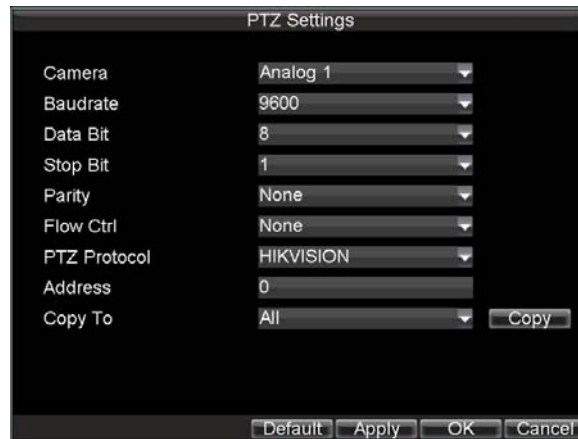 PTZ Settings
Camera Analog 1
Baudrate 9600
Data Bit 8
Stop Bit 1
Parity None
Flow Ctrl None
PTZ Protocol HIKVISION
Address 0
Copy To All Copy
Default Apply OK Cancel